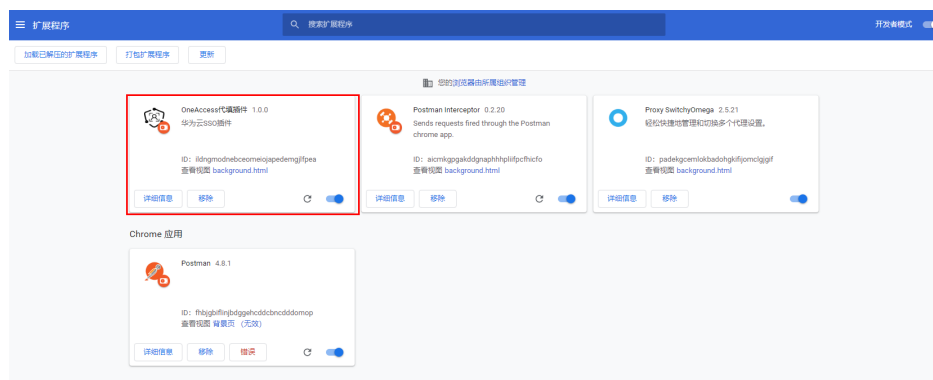 扩展程序
搜索扩展程序
开发者模式
加载已解压的扩展程序
打包扩展程序
更新
您的浏览器由所属组织管理
OneAccess代填插件 1.0.0
华为云SSO插件
ID: ildngmodnebceomeiojapedemgjlfpea
查看视图 background.html
详细信息
移除
Postman Interceptor 0.2.20
Sends requests fired through the Postman
chrome app.
ID: aicmkgpgakddgnaphhhpliifpcfhicfo
查看视图 background.html
详细信息
移除
Proxy SwitchyOmega 2.5.21
轻松快捷地管理和切换多个代理设置。
ID: padekgcemlokbadohgkifijomclgjgif
查看视图 background.html
详细信息
移除
Chrome 应用
Postman 4.8.1
ID: fhbjgbiflinjbdggehcddcbncdddomop
查看视图 背景页 (无效)
详细信息
移除
错误